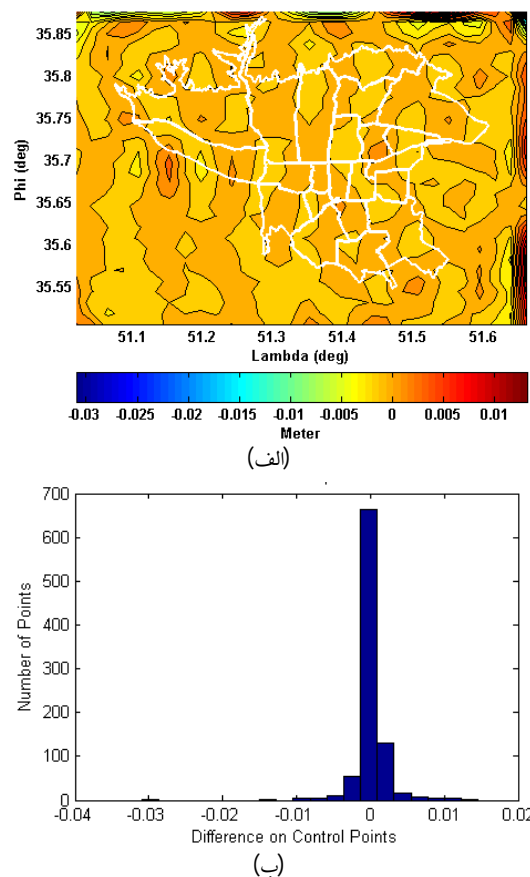 35.85
35.8
35.75
35.7
35.65
35.6
35.55
Phi (deg)
51.1 51.2 51.3 51.4 51.5 51.6
Lambda (deg)
-0.03 -0.025 -0.02 -0.015 -0.01 -0.005 0 0.005 0.01
Meter
(الف)
700
600
500
400
300
200
100
0
Number of Points
-0.04 -0.03 -0.02 -0.01 0 0.01 0.02
Difference on Control Points
(ب)